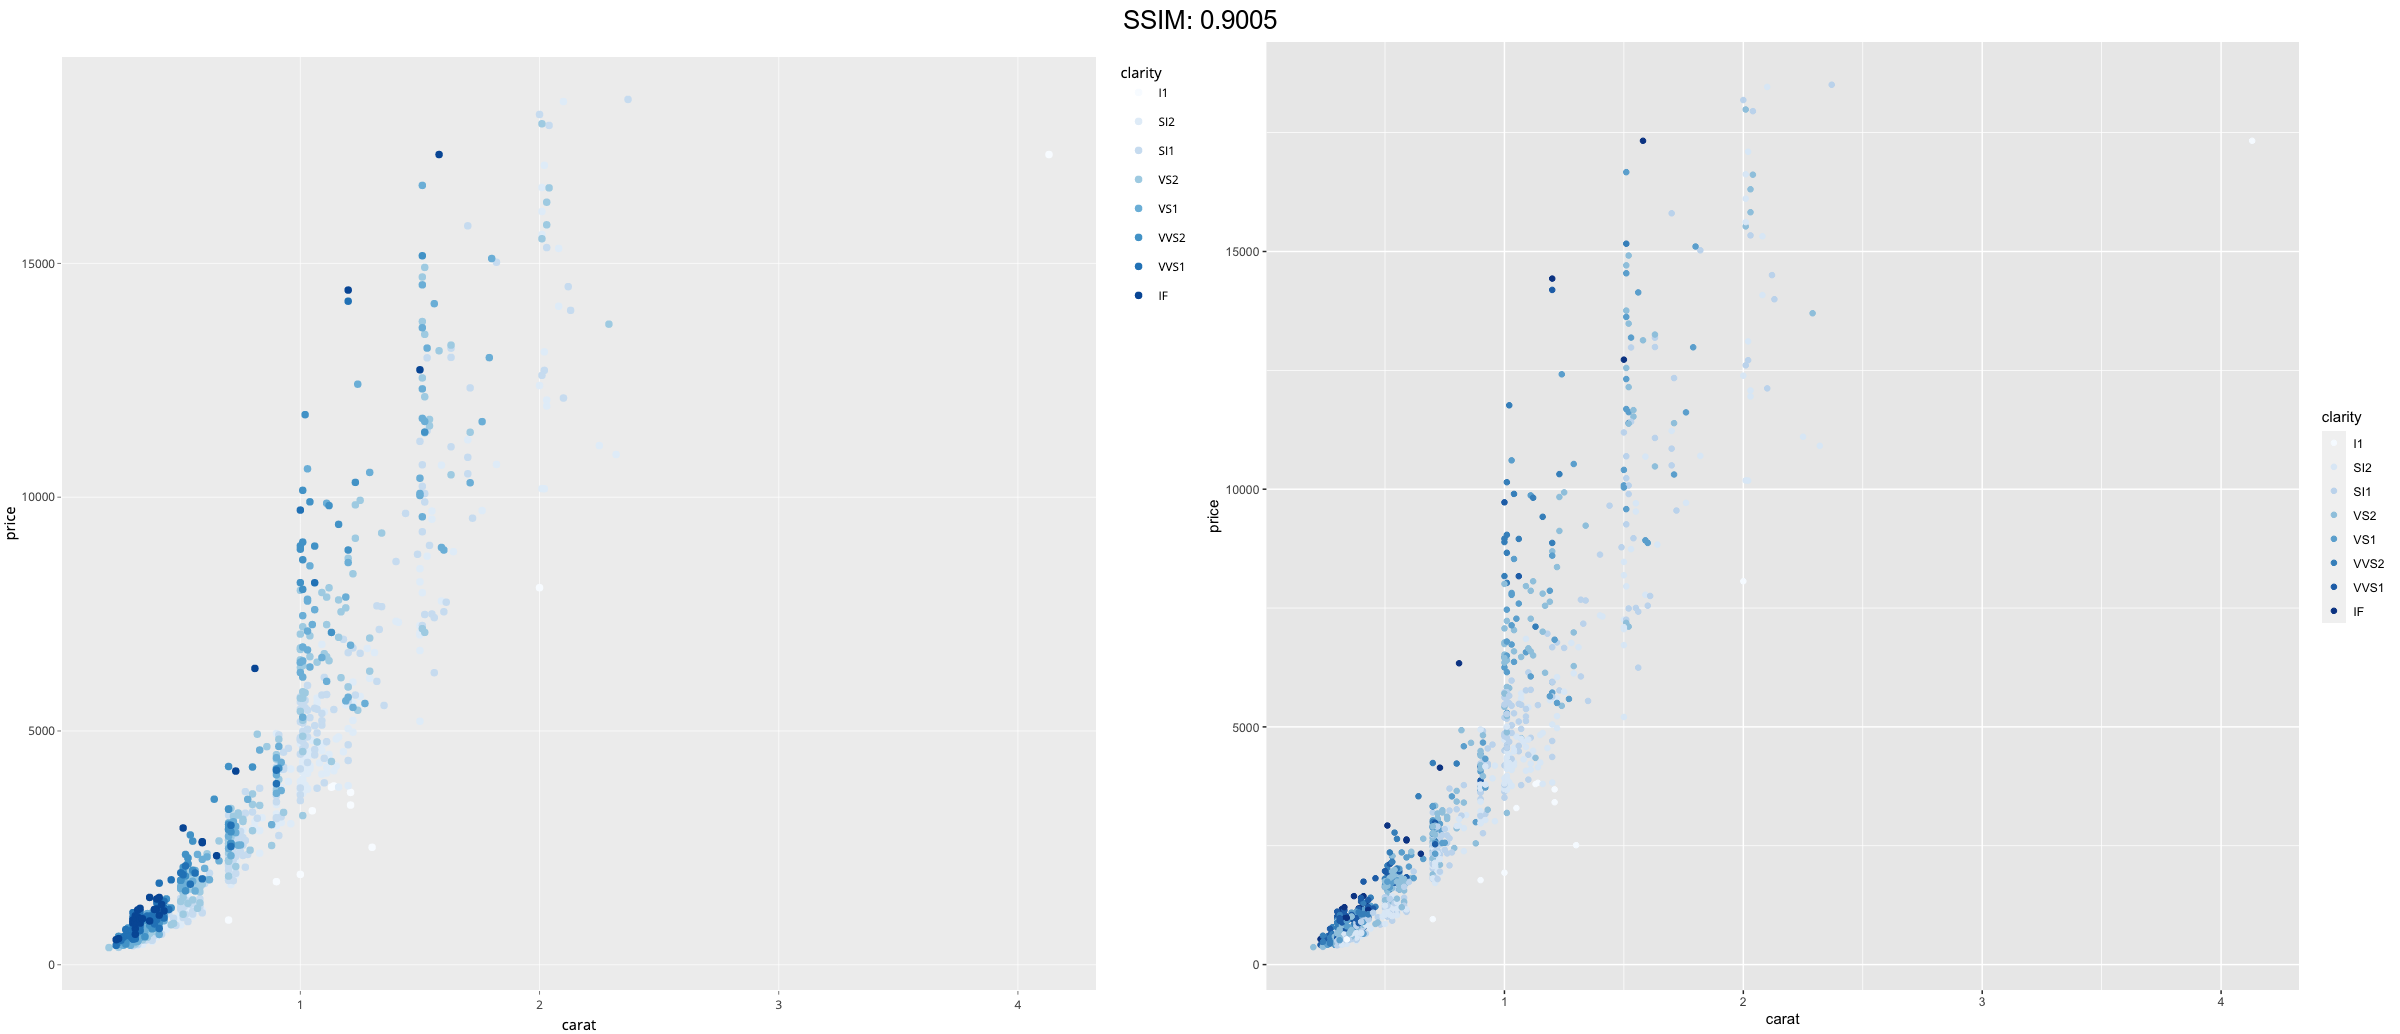 SSIM: 0.9005
price
15000
10000
5000
0
1
2
3
4
carat
clarity
I1
SI2
SI1
VS2
VS1
VVS2
VVS1
IF
price
15000
10000
5000
0
1
2
3
4
carat
clarity
I1
SI2
SI1
VS2
VS1
VVS2
VVS1
IF